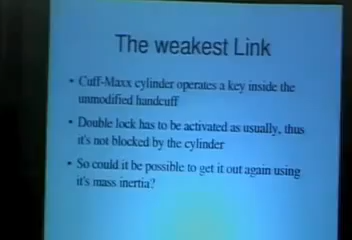 The weakest Link
• Cuff-Maxx cylinder operates a key inside the
unmodified handcuff
• Double lock has to be activated as usually, thus
it's not blocked by the cylinder
• So could it be possible to get it out again using
it's mass inertia?